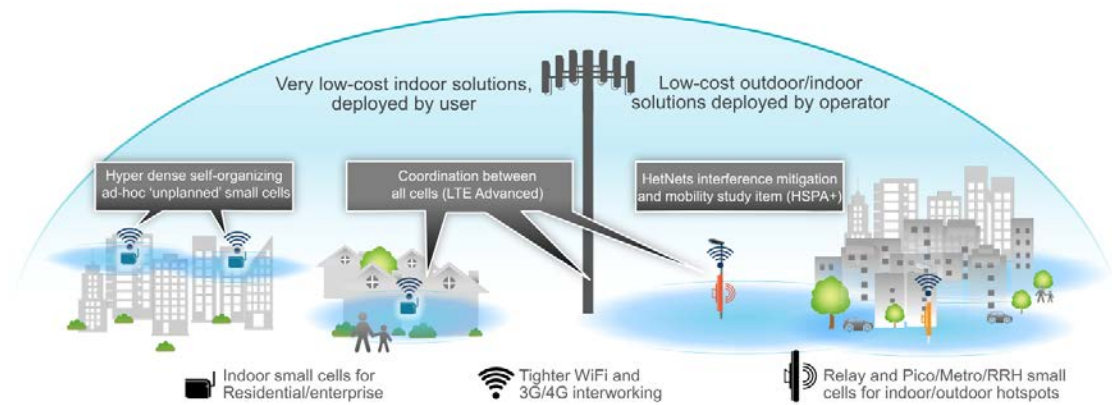 Very low-cost indoor solutions,
deployed by user
Low-cost outdoor/indoor
solutions deployed by operator
Hyper dense self-organizing
ad-hoc 'unplanned' small cells
Coordination between
all cells (LTE Advanced)
HetNets interference mitigation
and mobility study item (HSPA+)
Indoor small cells for
Residential/enterprise
Tighter WiFi and
3G/4G interworking
Relay and Pico/Metro/RRH small
cells for indoor/outdoor hotspots